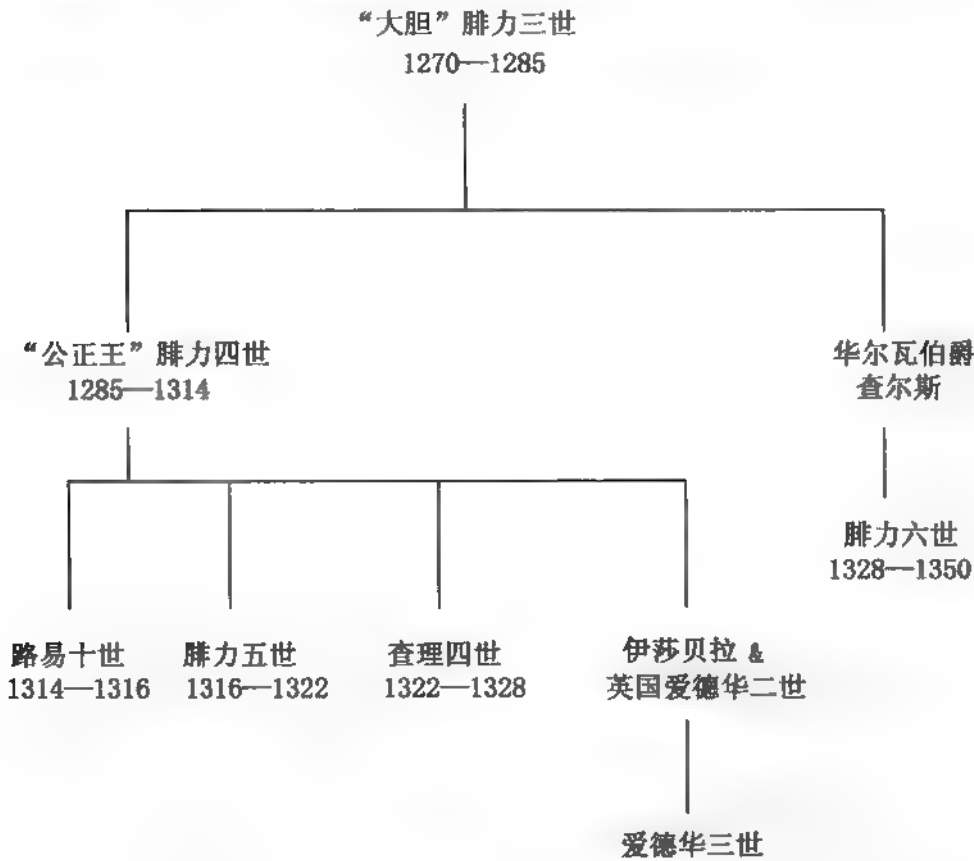 “大胆”腓力三世
1270—1285
“公正王”腓力四世
1285—1314
华尔瓦伯爵
查尔斯
腓力六世
1328—1350
路易十世
1314—1316
腓力五世
1316—1322
查理四世
1322—1328
伊莎贝拉 &
英国爱德华二世
爱德华三世